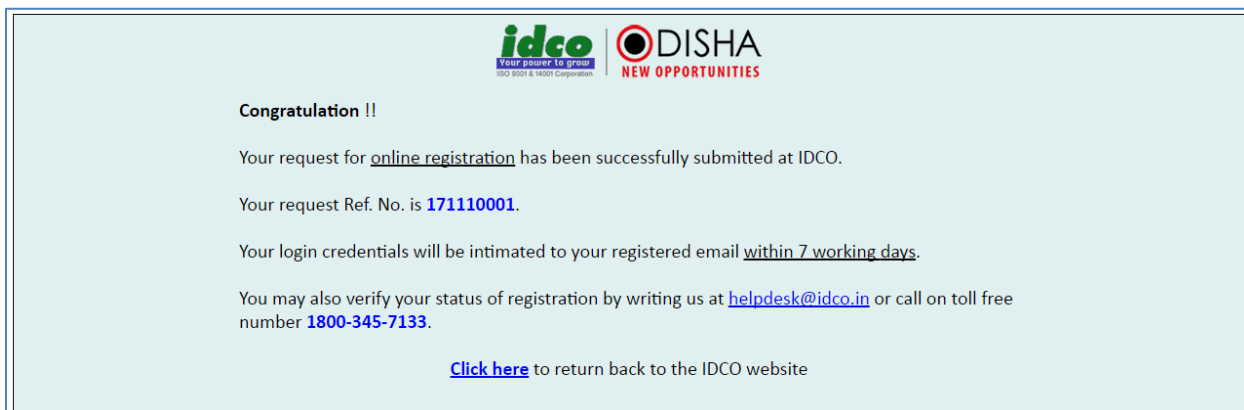 idco
Your power to grow
ISO 9001 & 14001 Corporation
ODISHA
NEW OPPORTUNITIES
Congratulation !!
Your request for online registration has been successfully submitted at IDCO.
Your request Ref. No. is 171110001.
Your login credentials will be intimated to your registered email within 7 working days.
You may also verify your status of registration by writing us at helpdesk@idco.in or call on toll free
number 1800-345-7133.
Click here to return back to the IDCO website